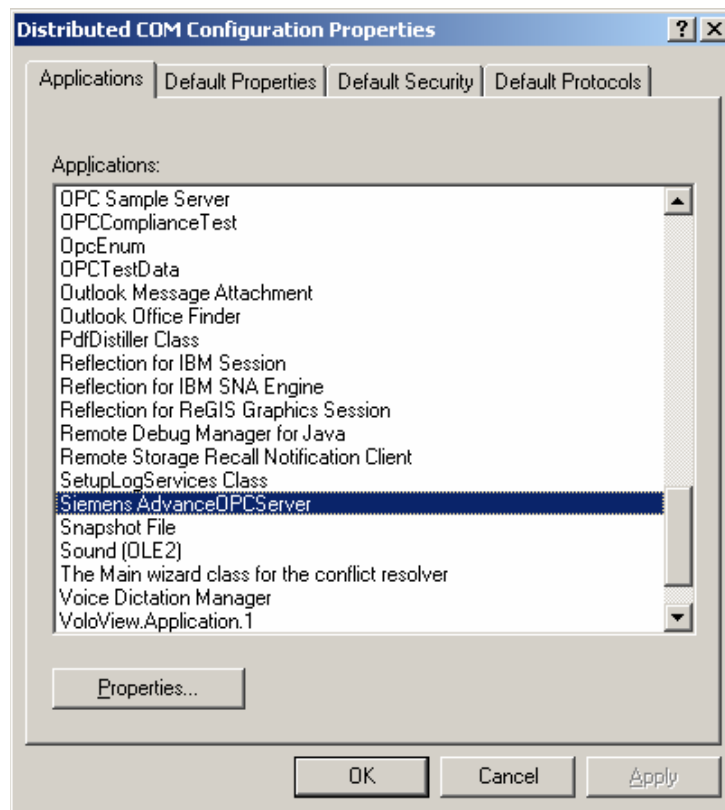 Distributed COM Configuration Properties
Applications
Default Properties
Default Security
Default Protocols
Applications:
OPC Sample Server
OPCComplianceTest
OpcEnum
OPCTestData
Outlook Message Attachment
Outlook Office Finder
PdfDistiller Class
Reflection for IBM Session
Reflection for IBM SNA Engine
Reflection for ReGIS Graphics Session
Remote Debug Manager for Java
Remote Storage Recall Notification Client
SetupLogServices Class
Siemens AdvanceOPCServer
Snapshot File
Sound (OLE2)
The Main wizard class for the conflict resolver
Voice Dictation Manager
VoloView.Application.1
Properties...
OK
Cancel
Apply